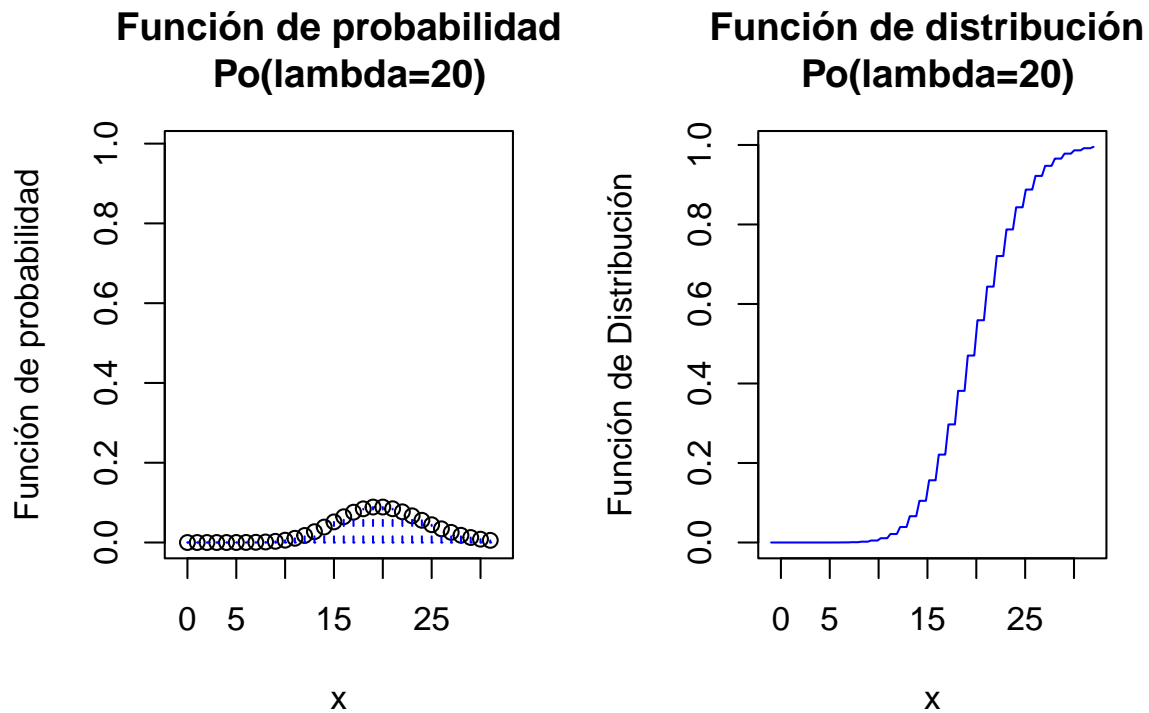 Función de probabilidad
Po(lambda=20)
Función de probabilidad
1.0
0.8
0.6
0.4
0.2
0.0
0 5 15 25
x
Función de distribución
Po(lambda=20)
Función de Distribución
1.0
0.8
0.6
0.4
0.2
0.0
0 5 15 25
x